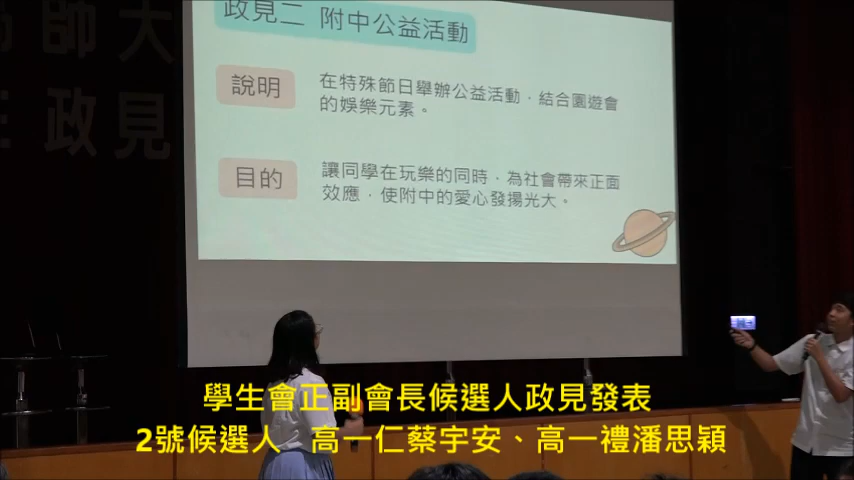 政見二 附中公益活動
說明
在特殊節日舉辦公益活動，結合園遊會
的娛樂元素。
目的
讓同學在玩樂的同時，為社會帶來正面
效應，使附中的愛心發揚光大。
師大
政見
學生會正副會長候選人政見發表
2號候選人 高一仁蔡宇安、高一禮潘思穎